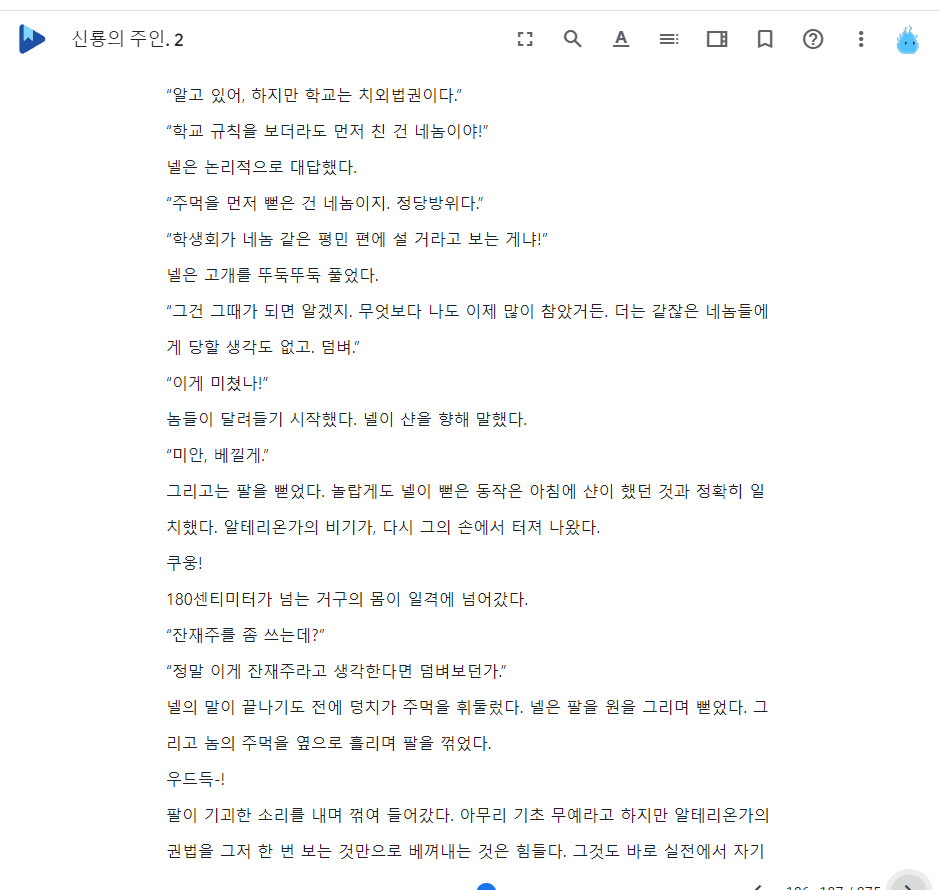 신룡의 주인. 2
“알고 있어, 하지만 학교는 치외법권이다.”
“학교 규칙을 보더라도 먼저 친 건 네놈이야!”
넬은 논리적으로 대답했다.
“주먹을 먼저 뻗은 건 네놈이지. 정당방위다.”
“학생회가 네놈 같은 평민 편에 설 거라고 보는 게냐!”
넬은 고개를 뚜둑뚜둑 풀었다.
“그건 그때가 되면 알겠지. 무엇보다 나도 이제 많이 참았거든. 더는 같잖은 네놈들에
게 당할 생각도 없고. 덤벼.”
“이게 미쳤나!”
놈들이 달려들기 시작했다. 넬이 샨을 향해 말했다.
“미안, 베낄게.”
그리고는 팔을 뻗었다. 놀랍게도 넬이 뻗은 동작은 아침에 샨이 했던 것과 정확히 일
치했다. 알테리온가의 비기가, 다시 그의 손에서 터져 나왔다.
쿠웅!
180센티미터가 넘는 거구의 몸이 일격에 넘어갔다.
“잔재주를 좀 쓰는데?”
“정말 이게 잔재주라고 생각한다면 덤벼보던가.”
넬의 말이 끝나기도 전에 덩치가 주먹을 휘둘렀다. 넬은 팔을 원을 그리며 뻗었다. 그
리고 놈의 주먹을 옆으로 흘리며 팔을 꺾었다.
우드득-!
팔이 기괴한 소리를 내며 꺾여 들어갔다. 아무리 기초 무예라고 하지만 알테리온가의
권법을 그저 한 번 보는 것만으로 베껴내는 것은 힘들다. 그것도 바로 실전에서 자기